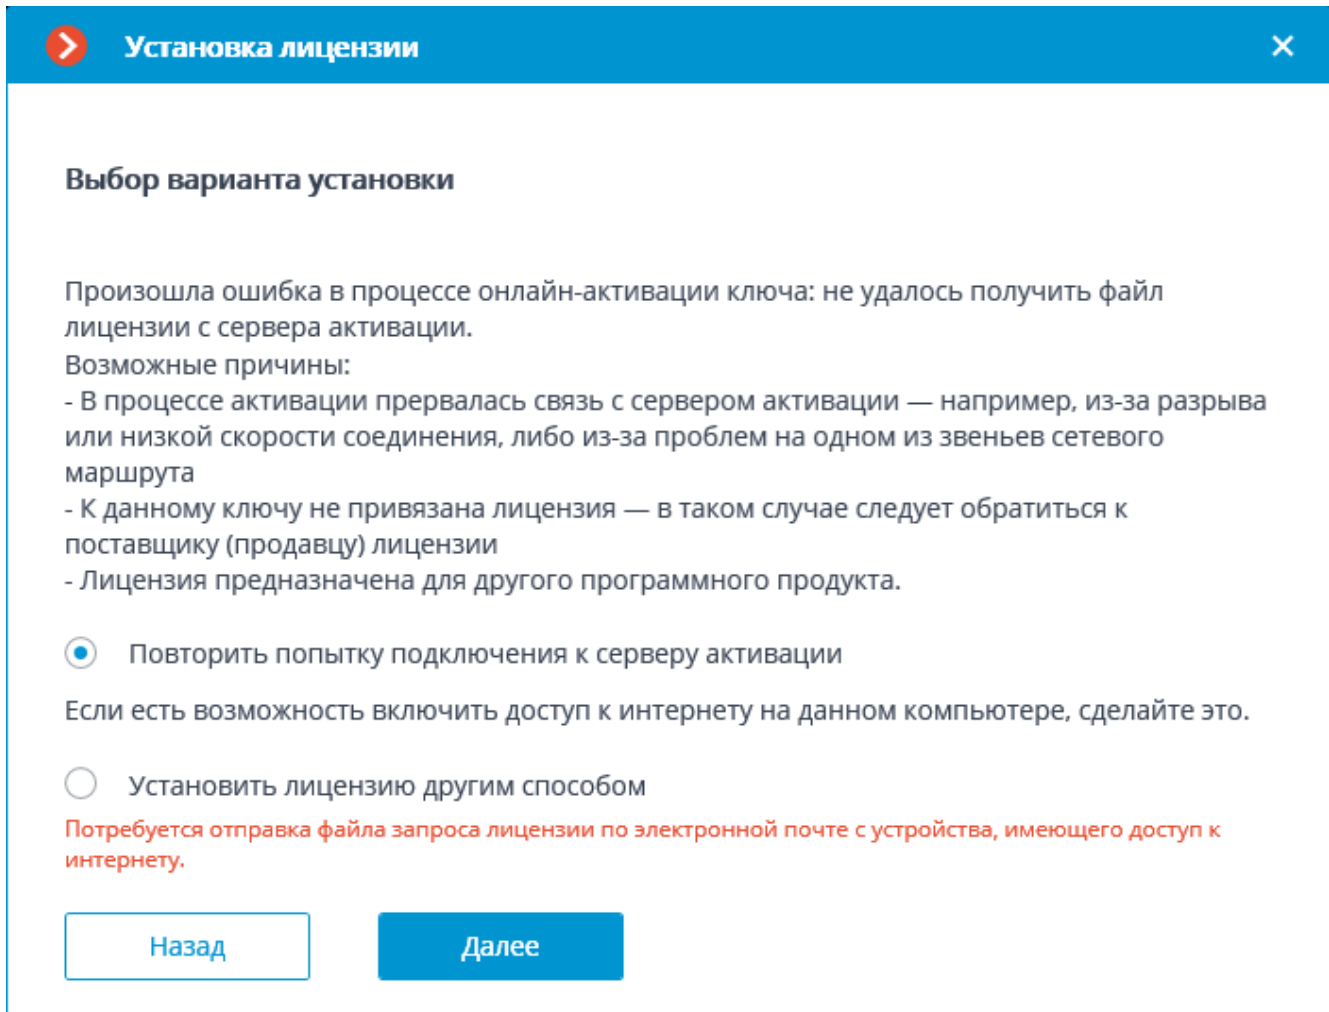 Установка лицензии
Выбор варианта установки
Произошла ошибка в процессе онлайн-активации ключа: не удалось получить файл
лицензии с сервера активации.
Возможные причины:
- В процессе активации прервалась связь с сервером активации — например, из-за разрыва
или низкой скорости соединения, либо из-за проблем на одном из звеньев сетевого
маршрута
- К данному ключу не привязана лицензия — в таком случае следует обратиться к
поставщику (продавцу) лицензии
- Лицензия предназначена для другого программного продукта.
Повторить попытку подключения к серверу активации
Если есть возможность включить доступ к интернету на данном компьютере, сделайте это.
Установить лицензию другим способом
Потребуется отправка файла запроса лицензии по электронной почте с устройства, имеющего доступ к
интернету.
Назад
Далее